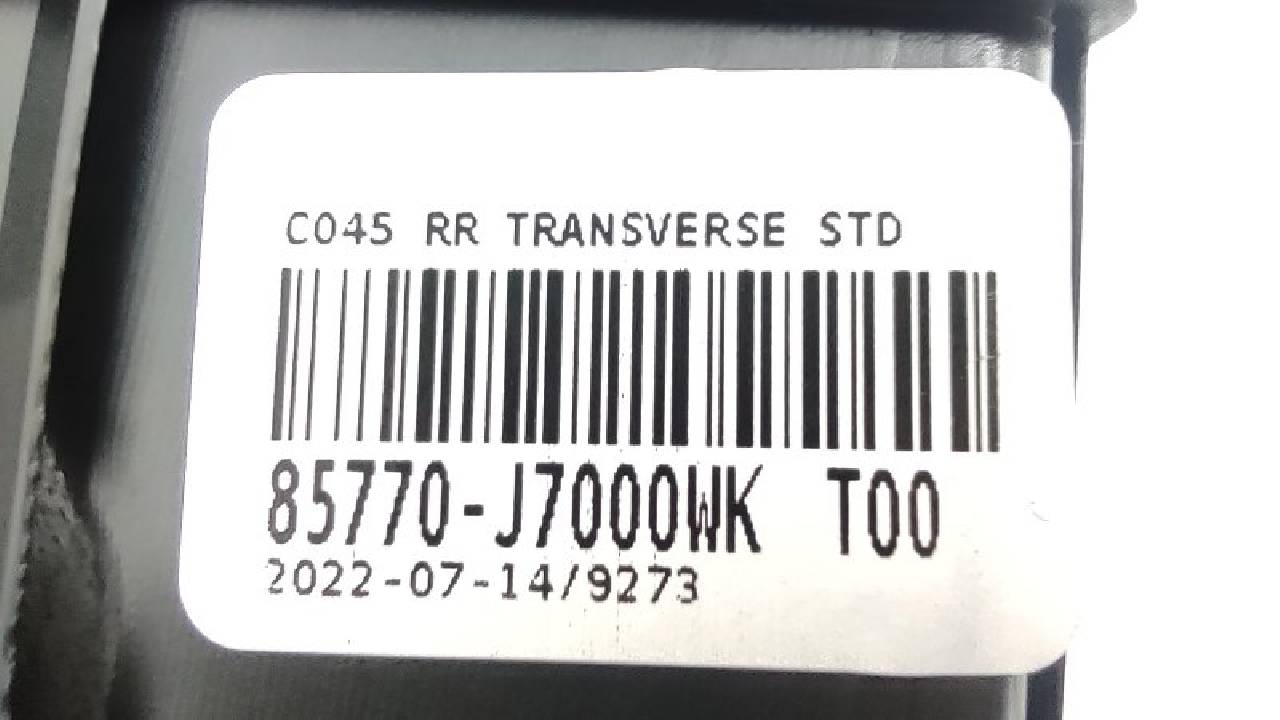 C045 RR TRANSVERSE STD
85770-J7000WK T00
2022-07-14/9273